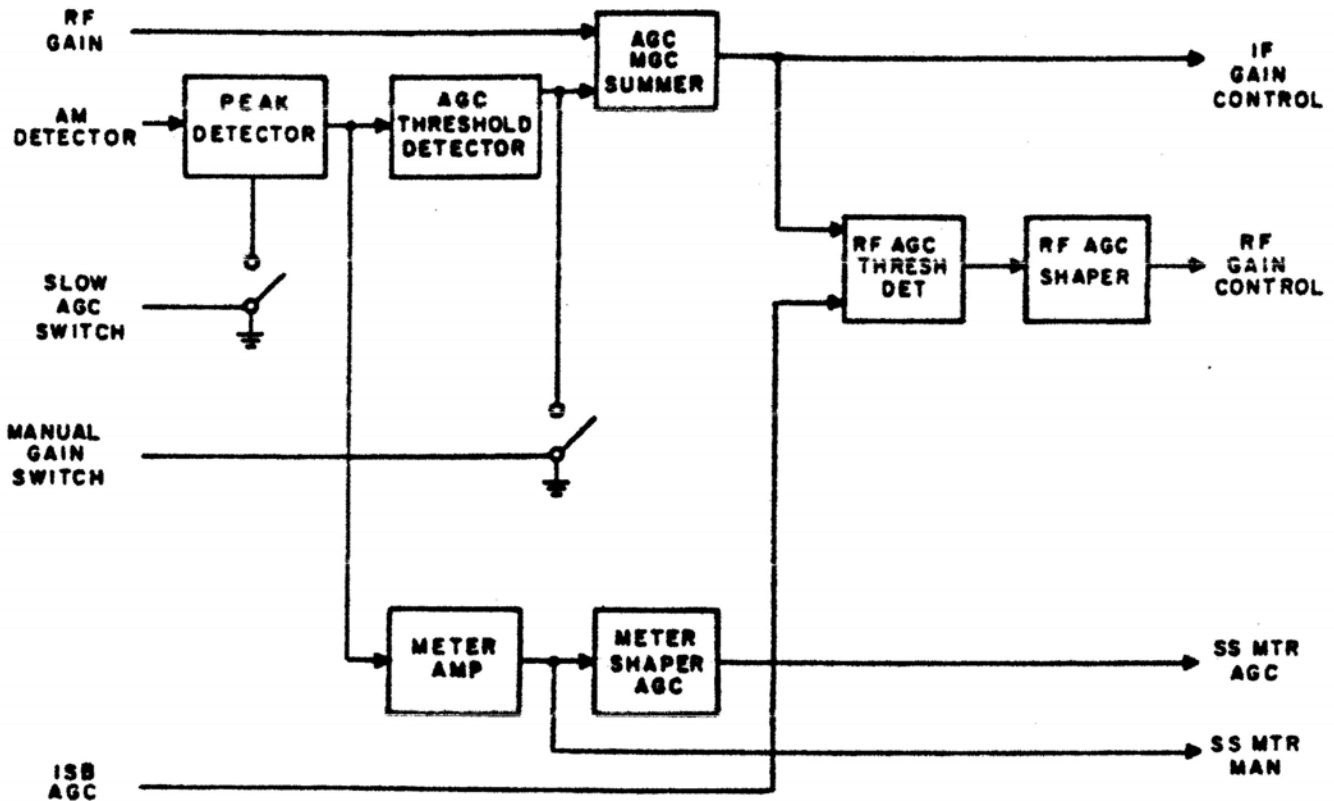 RF
GAIN
AGC
MGC
SUMMER
IF
GAIN
CONTROL
AM
DETECTOR
PEAK
DETECTOR
AGC
THRESHOLD
DETECTOR
RF AGC
THRESH
DET
RF AGC
SHAPER
RF
GAIN
CONTROL
SLOW
AGC
SWITCH
MANUAL
GAIN
SWITCH
METER
AMP
METER
SHAPER
AGC
SS MTR
AGC
SS MTR
MAN
ISB
AGC